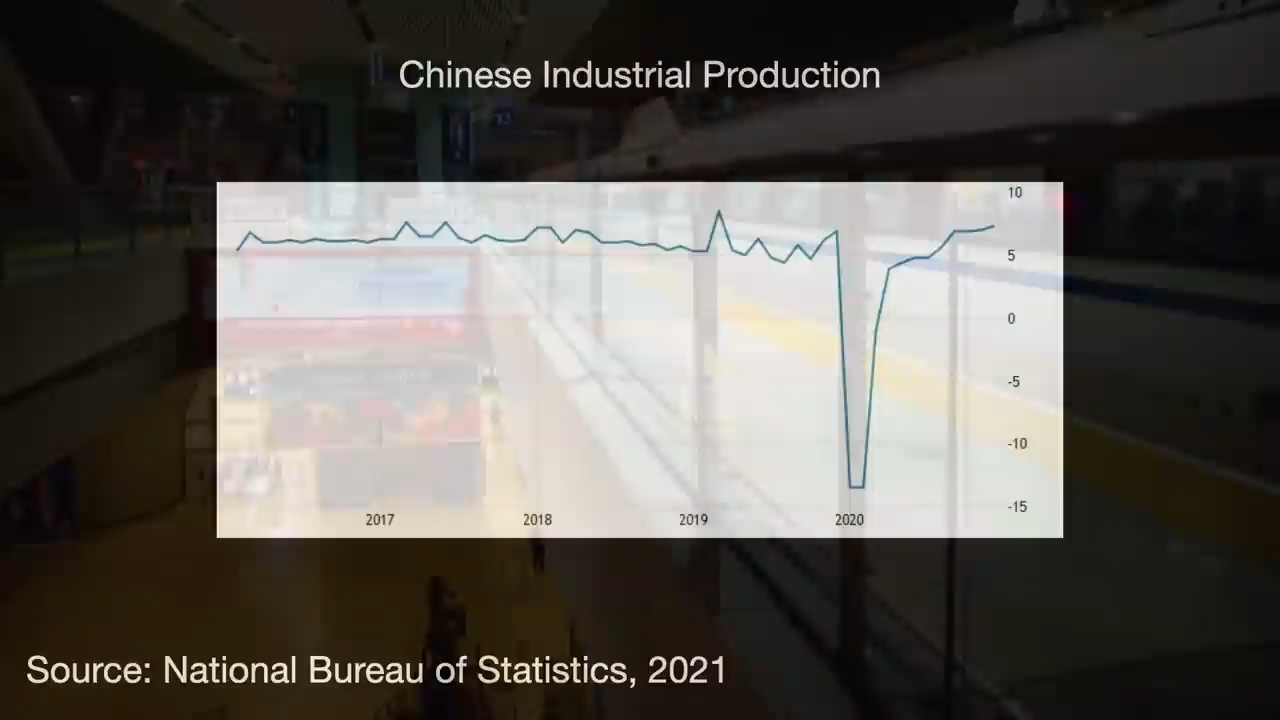 Chinese Industrial Production
10
5
0
-5
-10
-15
2017 2018 2019 2020
Source: National Bureau of Statistics, 2021